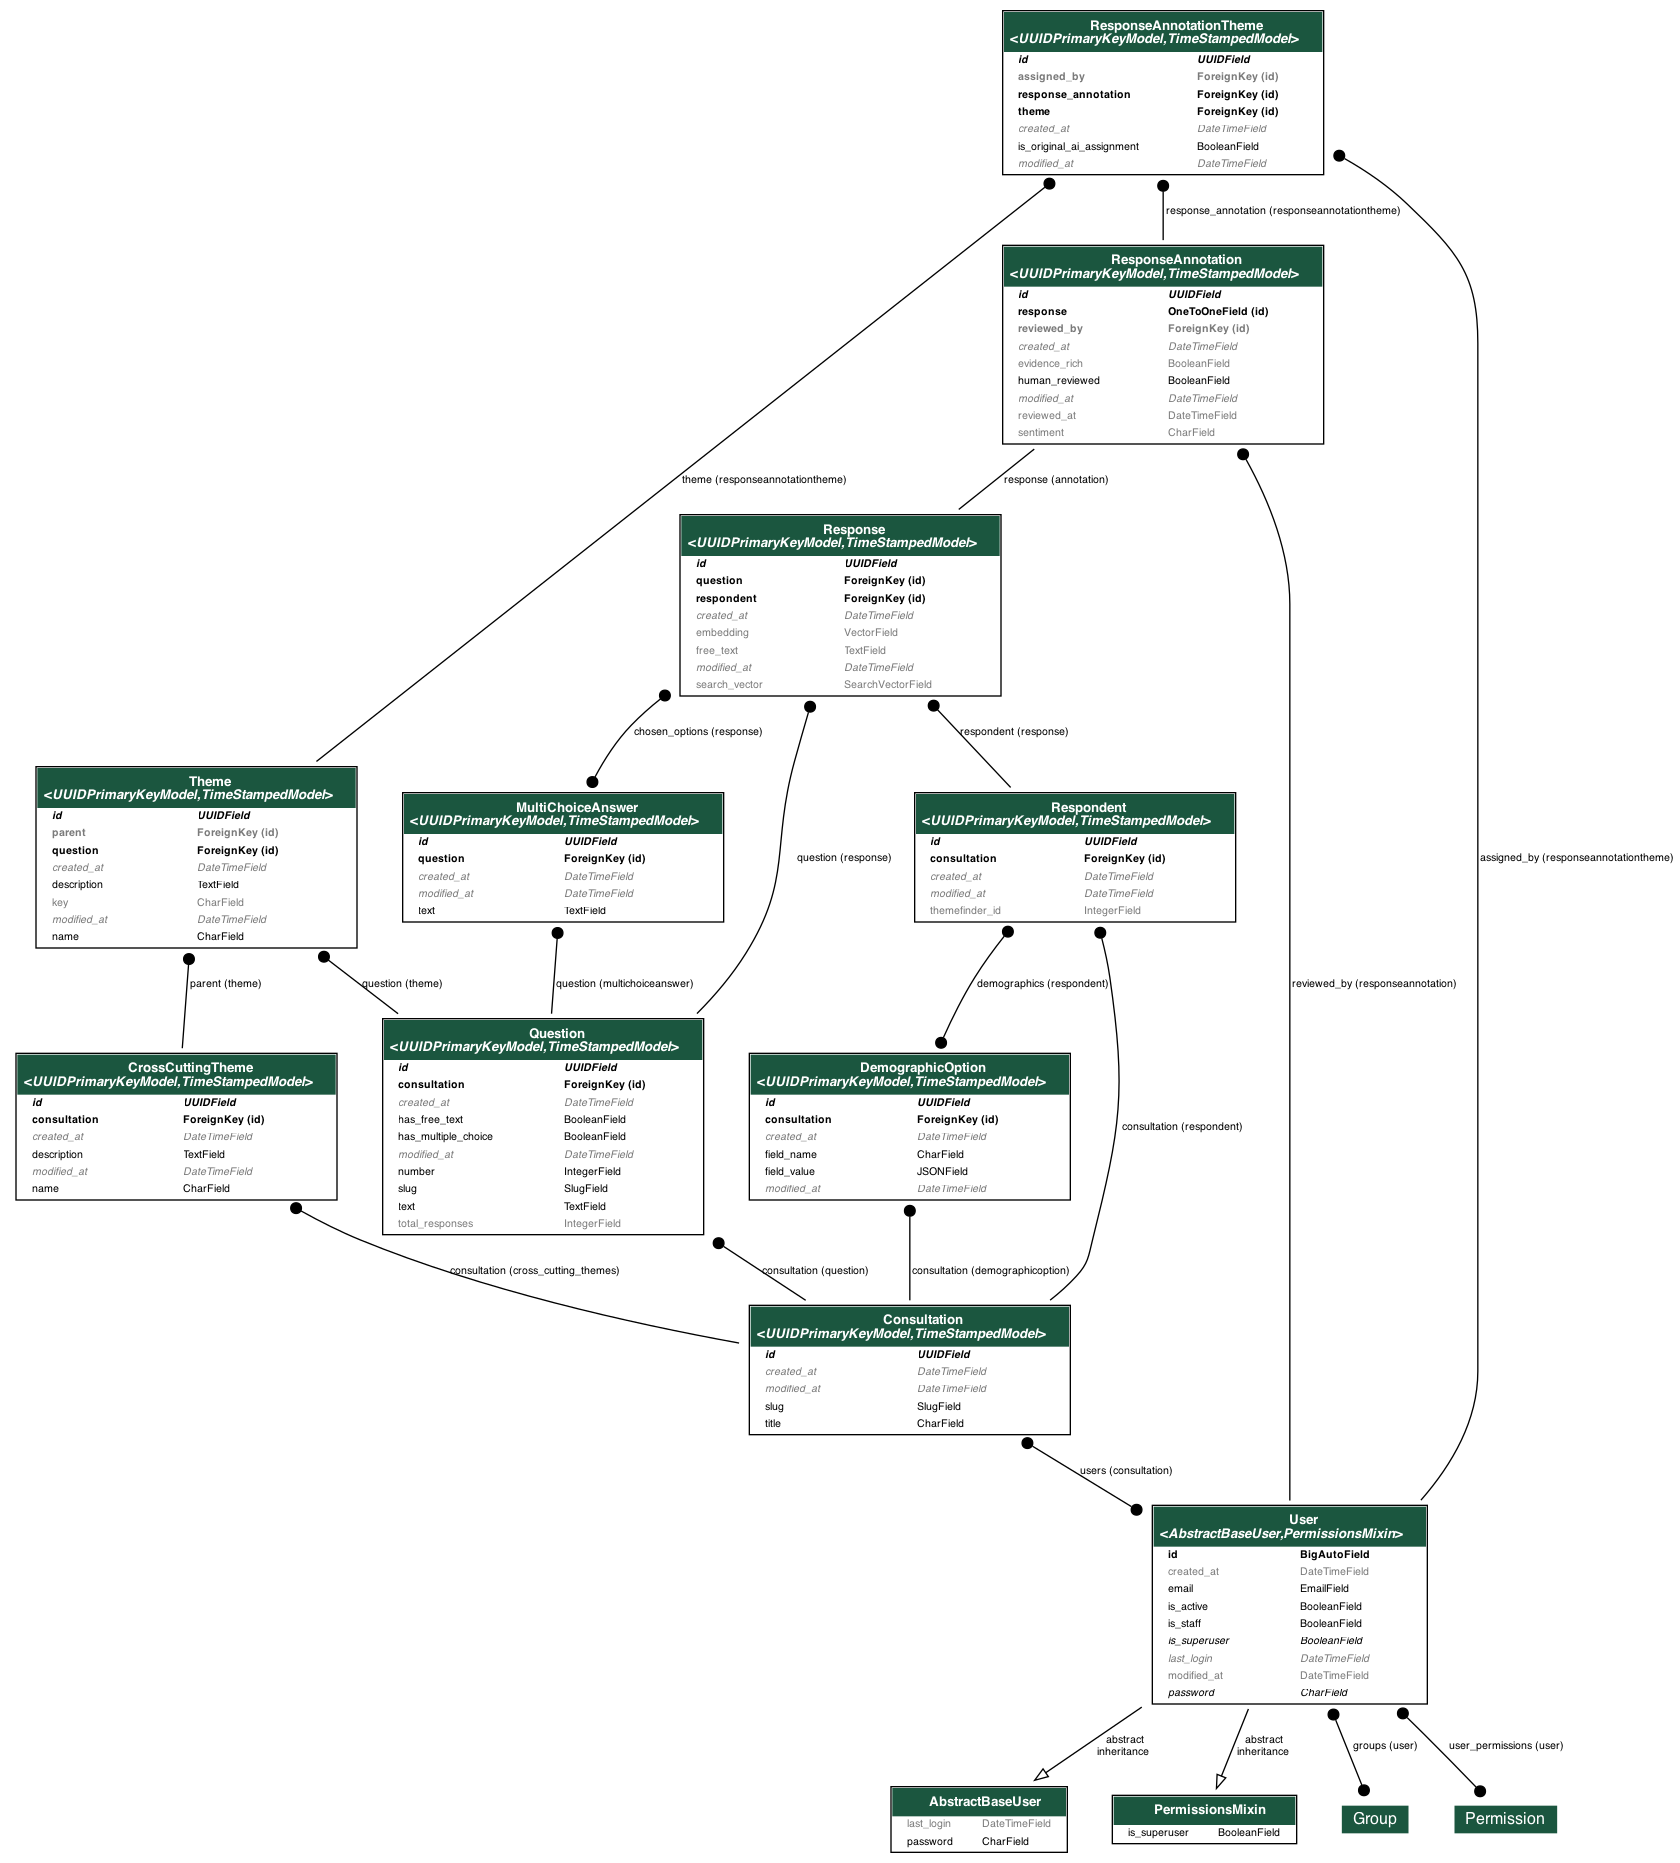 ResponseAnnotationTheme
<UUIDPrimaryKeyModel,TimeStampedModel>
id UUIDField
assigned_by ForeignKey (id)
response_annotation ForeignKey (id)
theme ForeignKey (id)
created_at DateTimeField
is_original_ai_assignment BooleanField
modified_at DateTimeField
response_annotation (responseannotationtheme)
ResponseAnnotation
<UUIDPrimaryKeyModel,TimeStampedModel>
id UUIDField
response OneToOneField (id)
reviewed_by ForeignKey (id)
created_at DateTimeField
evidence_rich BooleanField
human_reviewed BooleanField
modified_at DateTimeField
reviewed_at DateTimeField
sentiment CharField
theme (responseannotationtheme)
response (annotation)
Response
<UUIDPrimaryKeyModel,TimeStampedModel>
id UUIDField
question ForeignKey (id)
respondent ForeignKey (id)
created_at DateTimeField
embedding VectorField
free_text TextField
modified_at DateTimeField
search_vector SearchVectorField
chosen_options (response)
respondent (response)
Theme
<UUIDPrimaryKeyModel,TimeStampedModel>
id UUIDField
parent ForeignKey (id)
question ForeignKey (id)
created_at DateTimeField
description TextField
key CharField
modified_at DateTimeField
name CharField
MultiChoiceAnswer
<UUIDPrimaryKeyModel,TimeStampedModel>
id UUIDField
question ForeignKey (id)
created_at DateTimeField
modified_at DateTimeField
text TextField
question (response)
Respondent
<UUIDPrimaryKeyModel,TimeStampedModel>
id UUIDField
consultation ForeignKey (id)
created_at DateTimeField
modified_at DateTimeField
themefinder_id IntegerField
assigned_by (responseannotationtheme)
parent (theme)
question (theme)
question (multichoiceanswer)
demographics (respondent)
reviewed_by (responseannotation)
CrossCuttingTheme
<UUIDPrimaryKeyModel,TimeStampedModel>
id UUIDField
consultation ForeignKey (id)
created_at DateTimeField
description TextField
modified_at DateTimeField
name CharField
Question
<UUIDPrimaryKeyModel,TimeStampedModel>
id UUIDField
consultation ForeignKey (id)
created_at DateTimeField
has_free_text BooleanField
has_multiple_choice BooleanField
modified_at DateTimeField
number IntegerField
slug SlugField
text TextField
total_responses IntegerField
DemographicOption
<UUIDPrimaryKeyModel,TimeStampedModel>
id UUIDField
consultation ForeignKey (id)
created_at DateTimeField
field_name CharField
field_value JSONField
modified_at DateTimeField
consultation (respondent)
consultation (cross_cutting_themes)
consultation (question)
consultation (demographicoption)
Consultation
<UUIDPrimaryKeyModel,TimeStampedModel>
id UUIDField
created_at DateTimeField
modified_at DateTimeField
slug SlugField
title CharField
users (consultation)
User
<AbstractBaseUser,PermissionsMixin>
id BigAutoField
created_at DateTimeField
email EmailField
is_active BooleanField
is_staff BooleanField
is_superuser BooleanField
last_login DateTimeField
modified_at DateTimeField
password CharField
abstract
inheritance
abstract
inheritance
groups (user)
user_permissions (user)
AbstractBaseUser
last_login DateTimeField
password CharField
PermissionsMixin
is_superuser BooleanField
Group
Permission